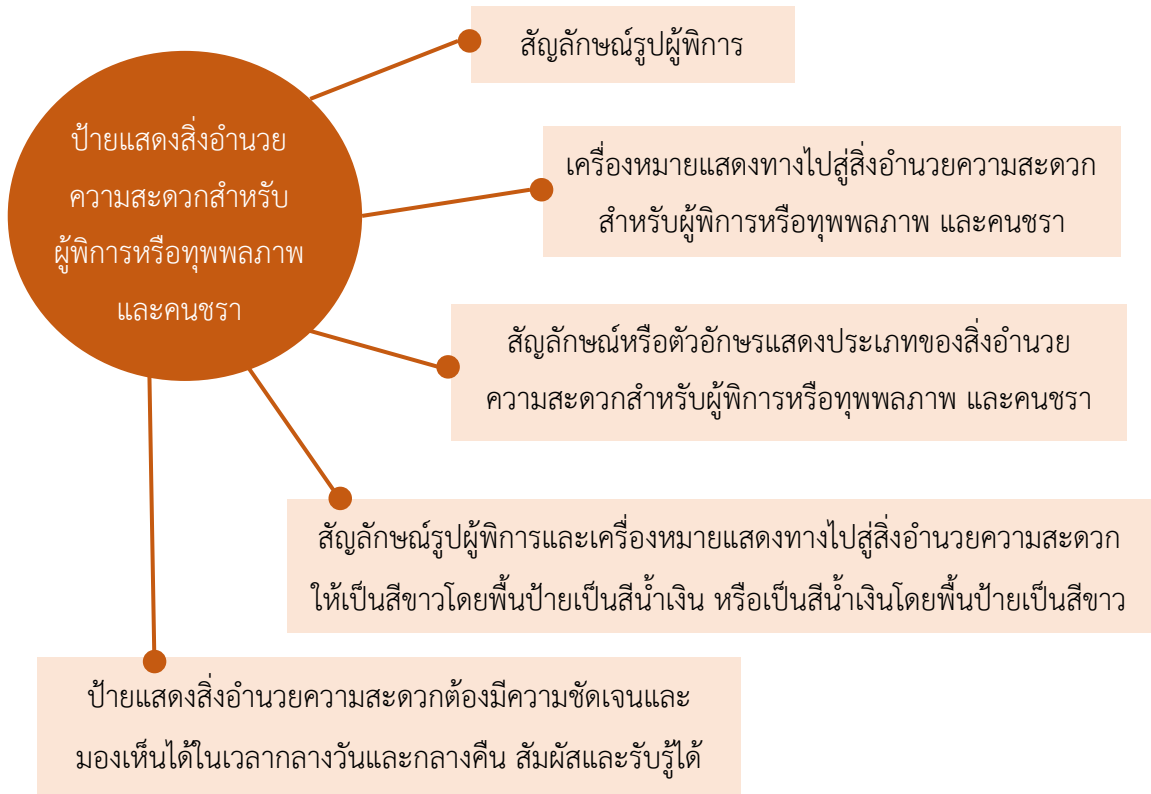 ป้ายแสดงสิ่งอำนวย
ความสะดวกสำหรับ
ผู้พิการหรือทุพพลภาพ
และคนชรา
สัญลักษณ์รูปผู้พิการ
เครื่องหมายแสดงทางไปสู่สิ่งอำนวยความสะดวก
สำหรับผู้พิการหรือทุพพลภาพ และคนชรา
สัญลักษณ์หรือตัวอักษรแสดงประเภทของสิ่งอำนวย
ความสะดวกสำหรับผู้พิการหรือทุพพลภาพ และคนชรา
สัญลักษณ์รูปผู้พิการและเครื่องหมายแสดงทางไปสู่สิ่งอำนวยความสะดวก
ให้เป็นสีขาวโดยพื้นป้ายเป็นสีน้ำเงิน หรือเป็นสีน้ำเงินโดยพื้นป้ายเป็นสีขาว
ป้ายแสดงสิ่งอำนวยความสะดวกต้องมีความชัดเจนและ
มองเห็นได้ในเวลากลางวันและกลางคืน สัมผัสและรับรู้ได้